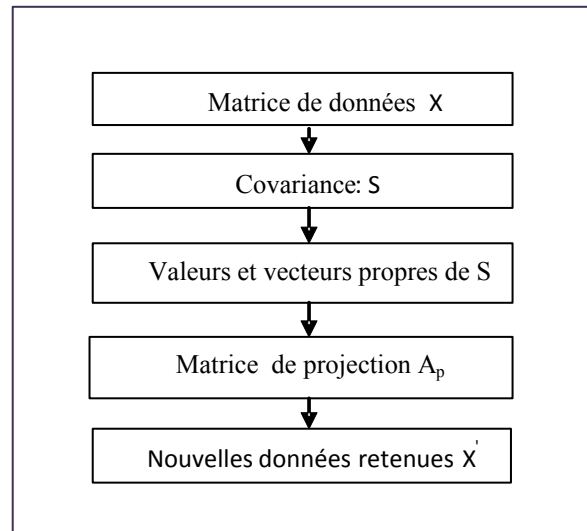 Matrice de données X
Covariance: S
Valeurs et vecteurs propres de S
Matrice de projection Aₚ
Nouvelles données retenues X'